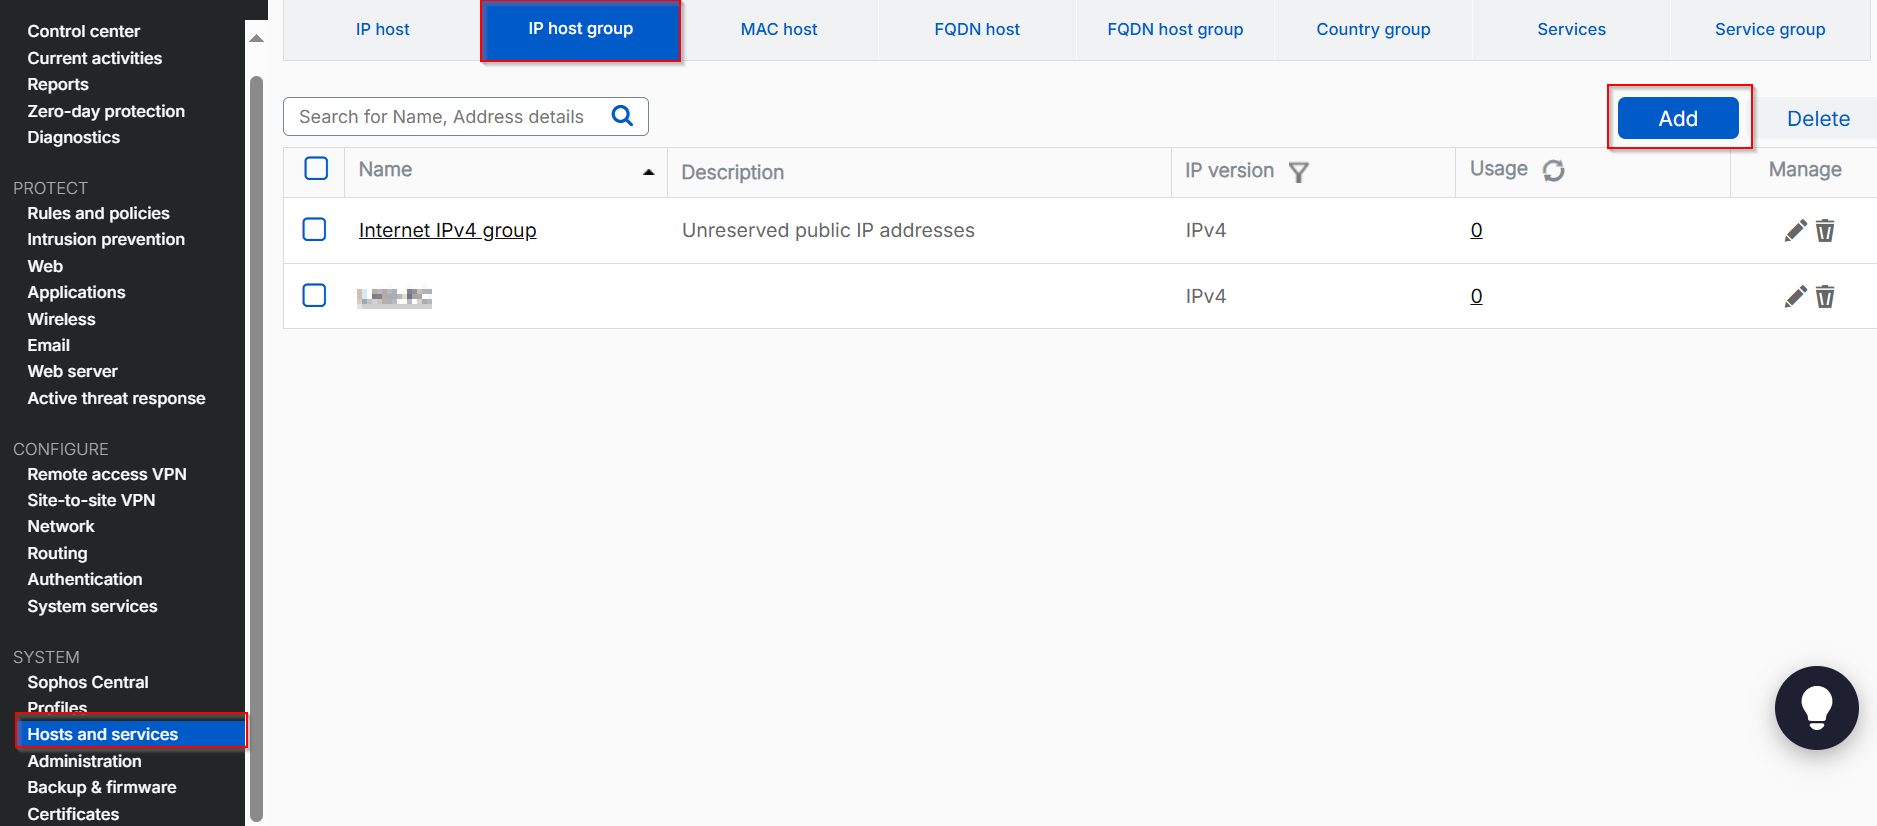 Control center
Current activities
Reports
Zero-day protection
Diagnostics
PROTECT
Rules and policies
Intrusion prevention
Web
Applications
Wireless
Email
Web server
Active threat response
CONFIGURE
Remote access VPN
Site-to-site VPN
Network
Routing
Authentication
System services
SYSTEM
Sophos Central
Profiles
Hosts and services
Administration
Backup & firmware
Certificates
IP host IP host group MAC host FQDN host FQDN host group Country group Services Service group
Search for Name, Address details Add Delete
Name Description IP version Usage Manage
Internet IPv4 group Unreserved public IP addresses IPv4 0
IPv4 0